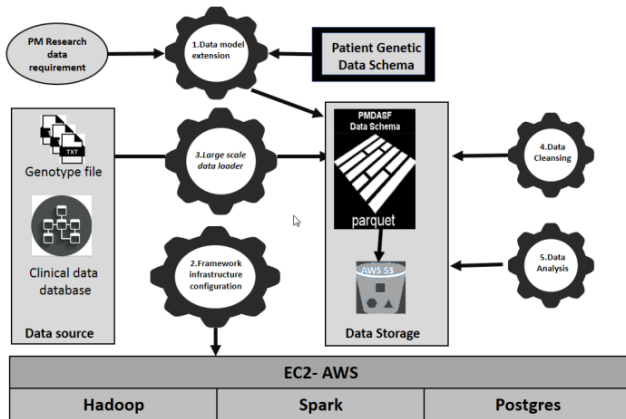 PM Research
data
requirement
1.Data model
extension
Patient Genetic
Data Schema
PMDASF
Data Schema
parquet
AWS S3
Data Storage
TXT
Genotype file
Clinical data
database
Data source
3.Large scale
data loader
2.Framework
infrastructure
configuration
4.Data
Cleansing
5.Data
Analysis
EC2- AWS
Hadoop
Spark
Postgres